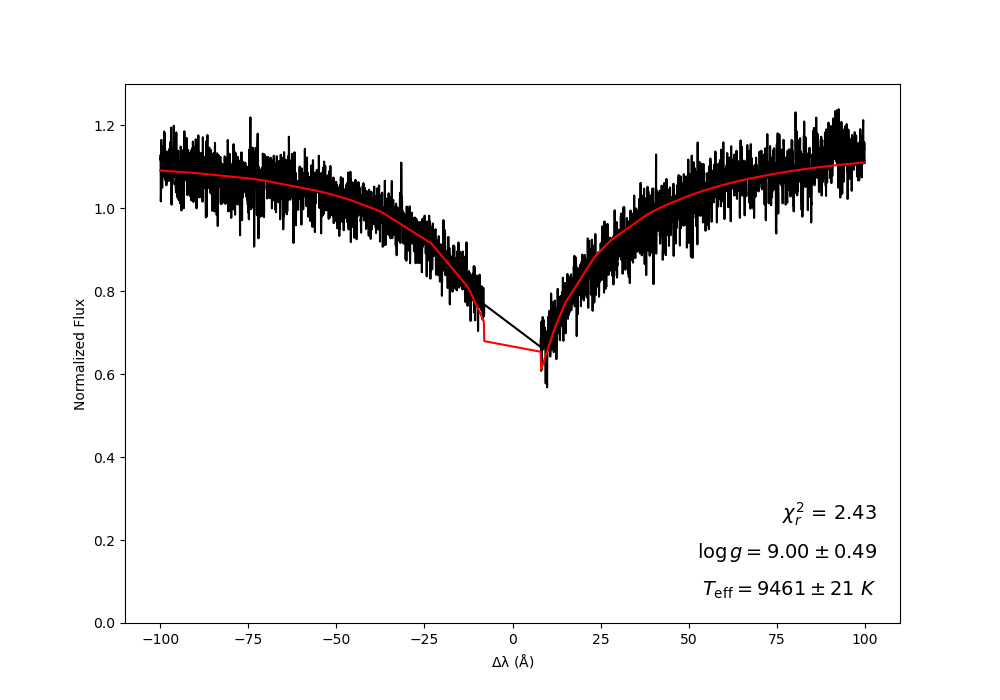 Normalized Flux
1.2
1.0
0.8
0.6
0.4
0.2
0.0
χ²ᵣ = 2.43
log g = 9.00 ± 0.49
T_eff = 9461 ± 21 K
−100 −75 −50 −25 0 25 50 75 100
Δλ (Å)